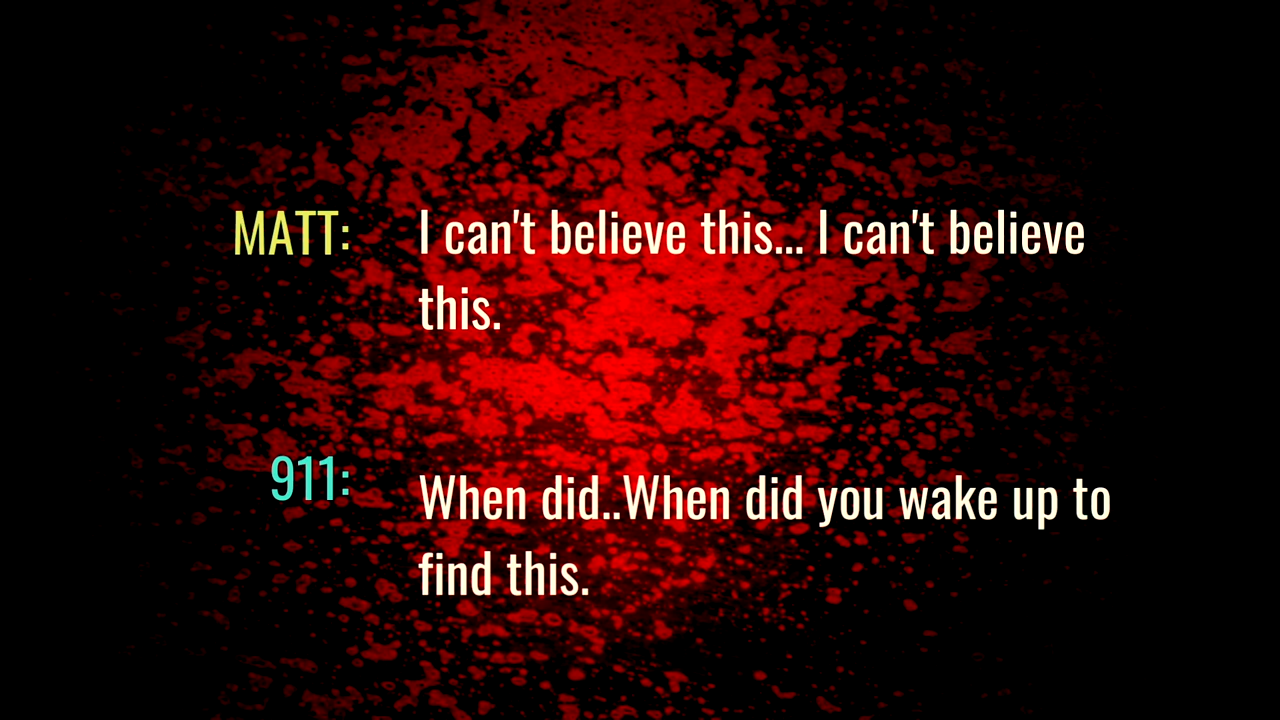 MATT: I can't believe this... I can't believe
this.
911: When did..When did you wake up to
find this.